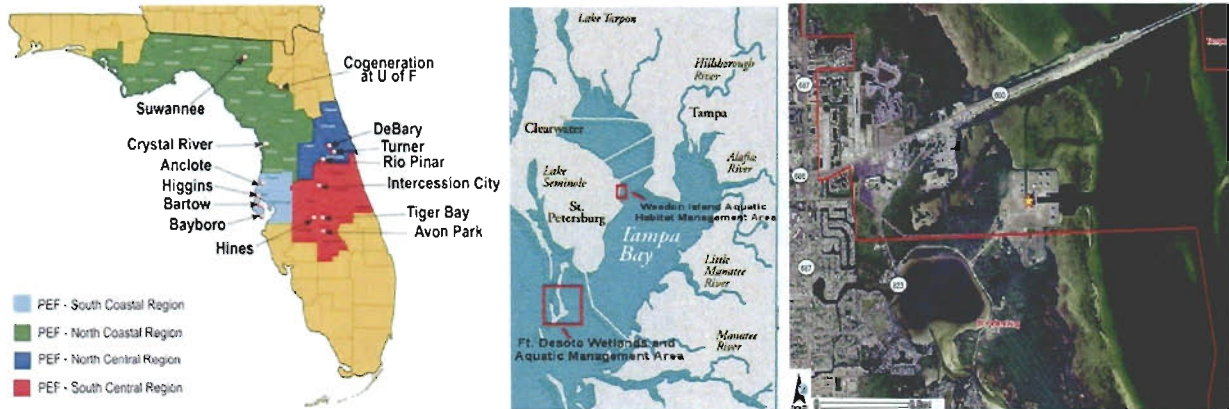 Cogeneration
at U of F
Suwannee
Crystal River
Anclote
Higgins
Bartow
Bayboro
Hines
DeBary
Turner
Rio Pinar
Intercession City
Tiger Bay
Avon Park
PEF - South Coastal Region
PEF - North Coastal Region
PEF - North Central Region
PEF - South Central Region
Lake Tarpon
Hillsborough
River
Tampa
Clearwater
Alafia
River
Lake
Seminole
St.
Petersburg
Weedon Island Aquatic
Habitat Management Area
Tampa
Bay
Little
Manatee
River
Manatee
River
Ft. Desoto Wetlands and
Aquatic Management Area
687
600
686
687
823